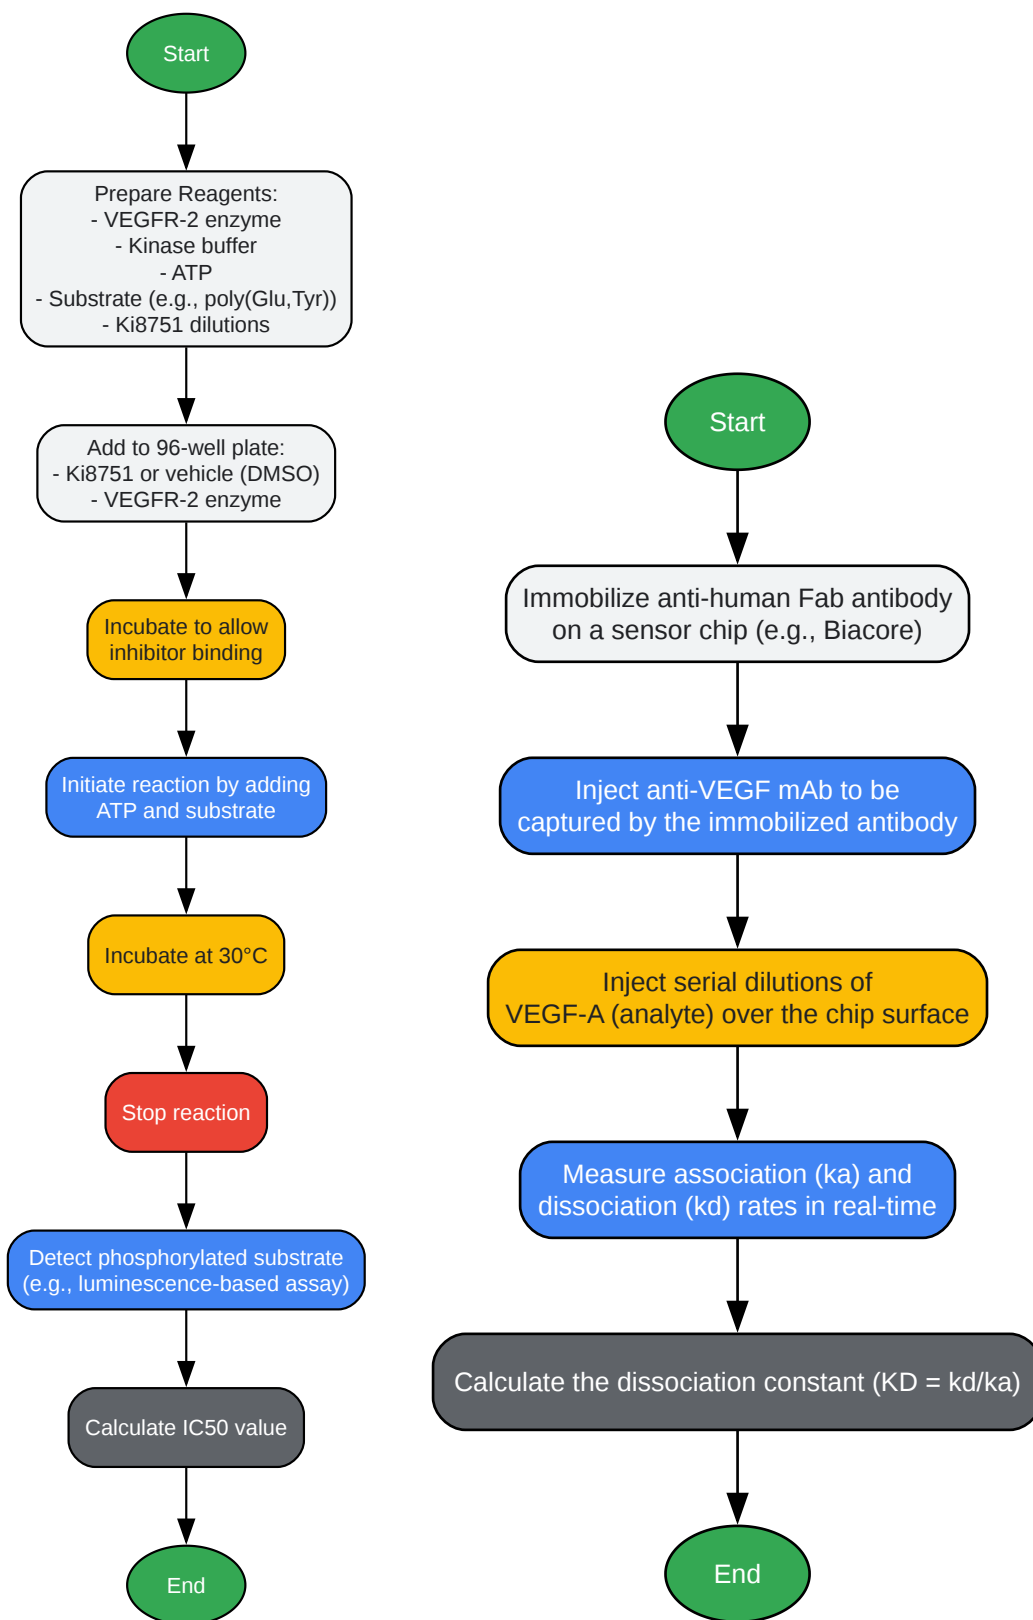 Start
Prepare Reagents:
- VEGFR-2 enzyme
- Kinase buffer
- ATP
- Substrate (e.g., poly(Glu,Tyr))
- Ki8751 dilutions
Add to 96-well plate:
- Ki8751 or vehicle (DMSO)
- VEGFR-2 enzyme
Incubate to allow
inhibitor binding
Initiate reaction by adding
ATP and substrate
Incubate at 30°C
Stop reaction
Detect phosphorylated substrate
(e.g., luminescence-based assay)
Calculate IC50 value
End
Start
Immobilize anti-human Fab antibody
on a sensor chip (e.g., Biacore)
Inject anti-VEGF mAb to be
captured by the immobilized antibody
Inject serial dilutions of
VEGF-A (analyte) over the chip surface
Measure association (ka) and
dissociation (kd) rates in real-time
Calculate the dissociation constant (KD = kd/ka)
End